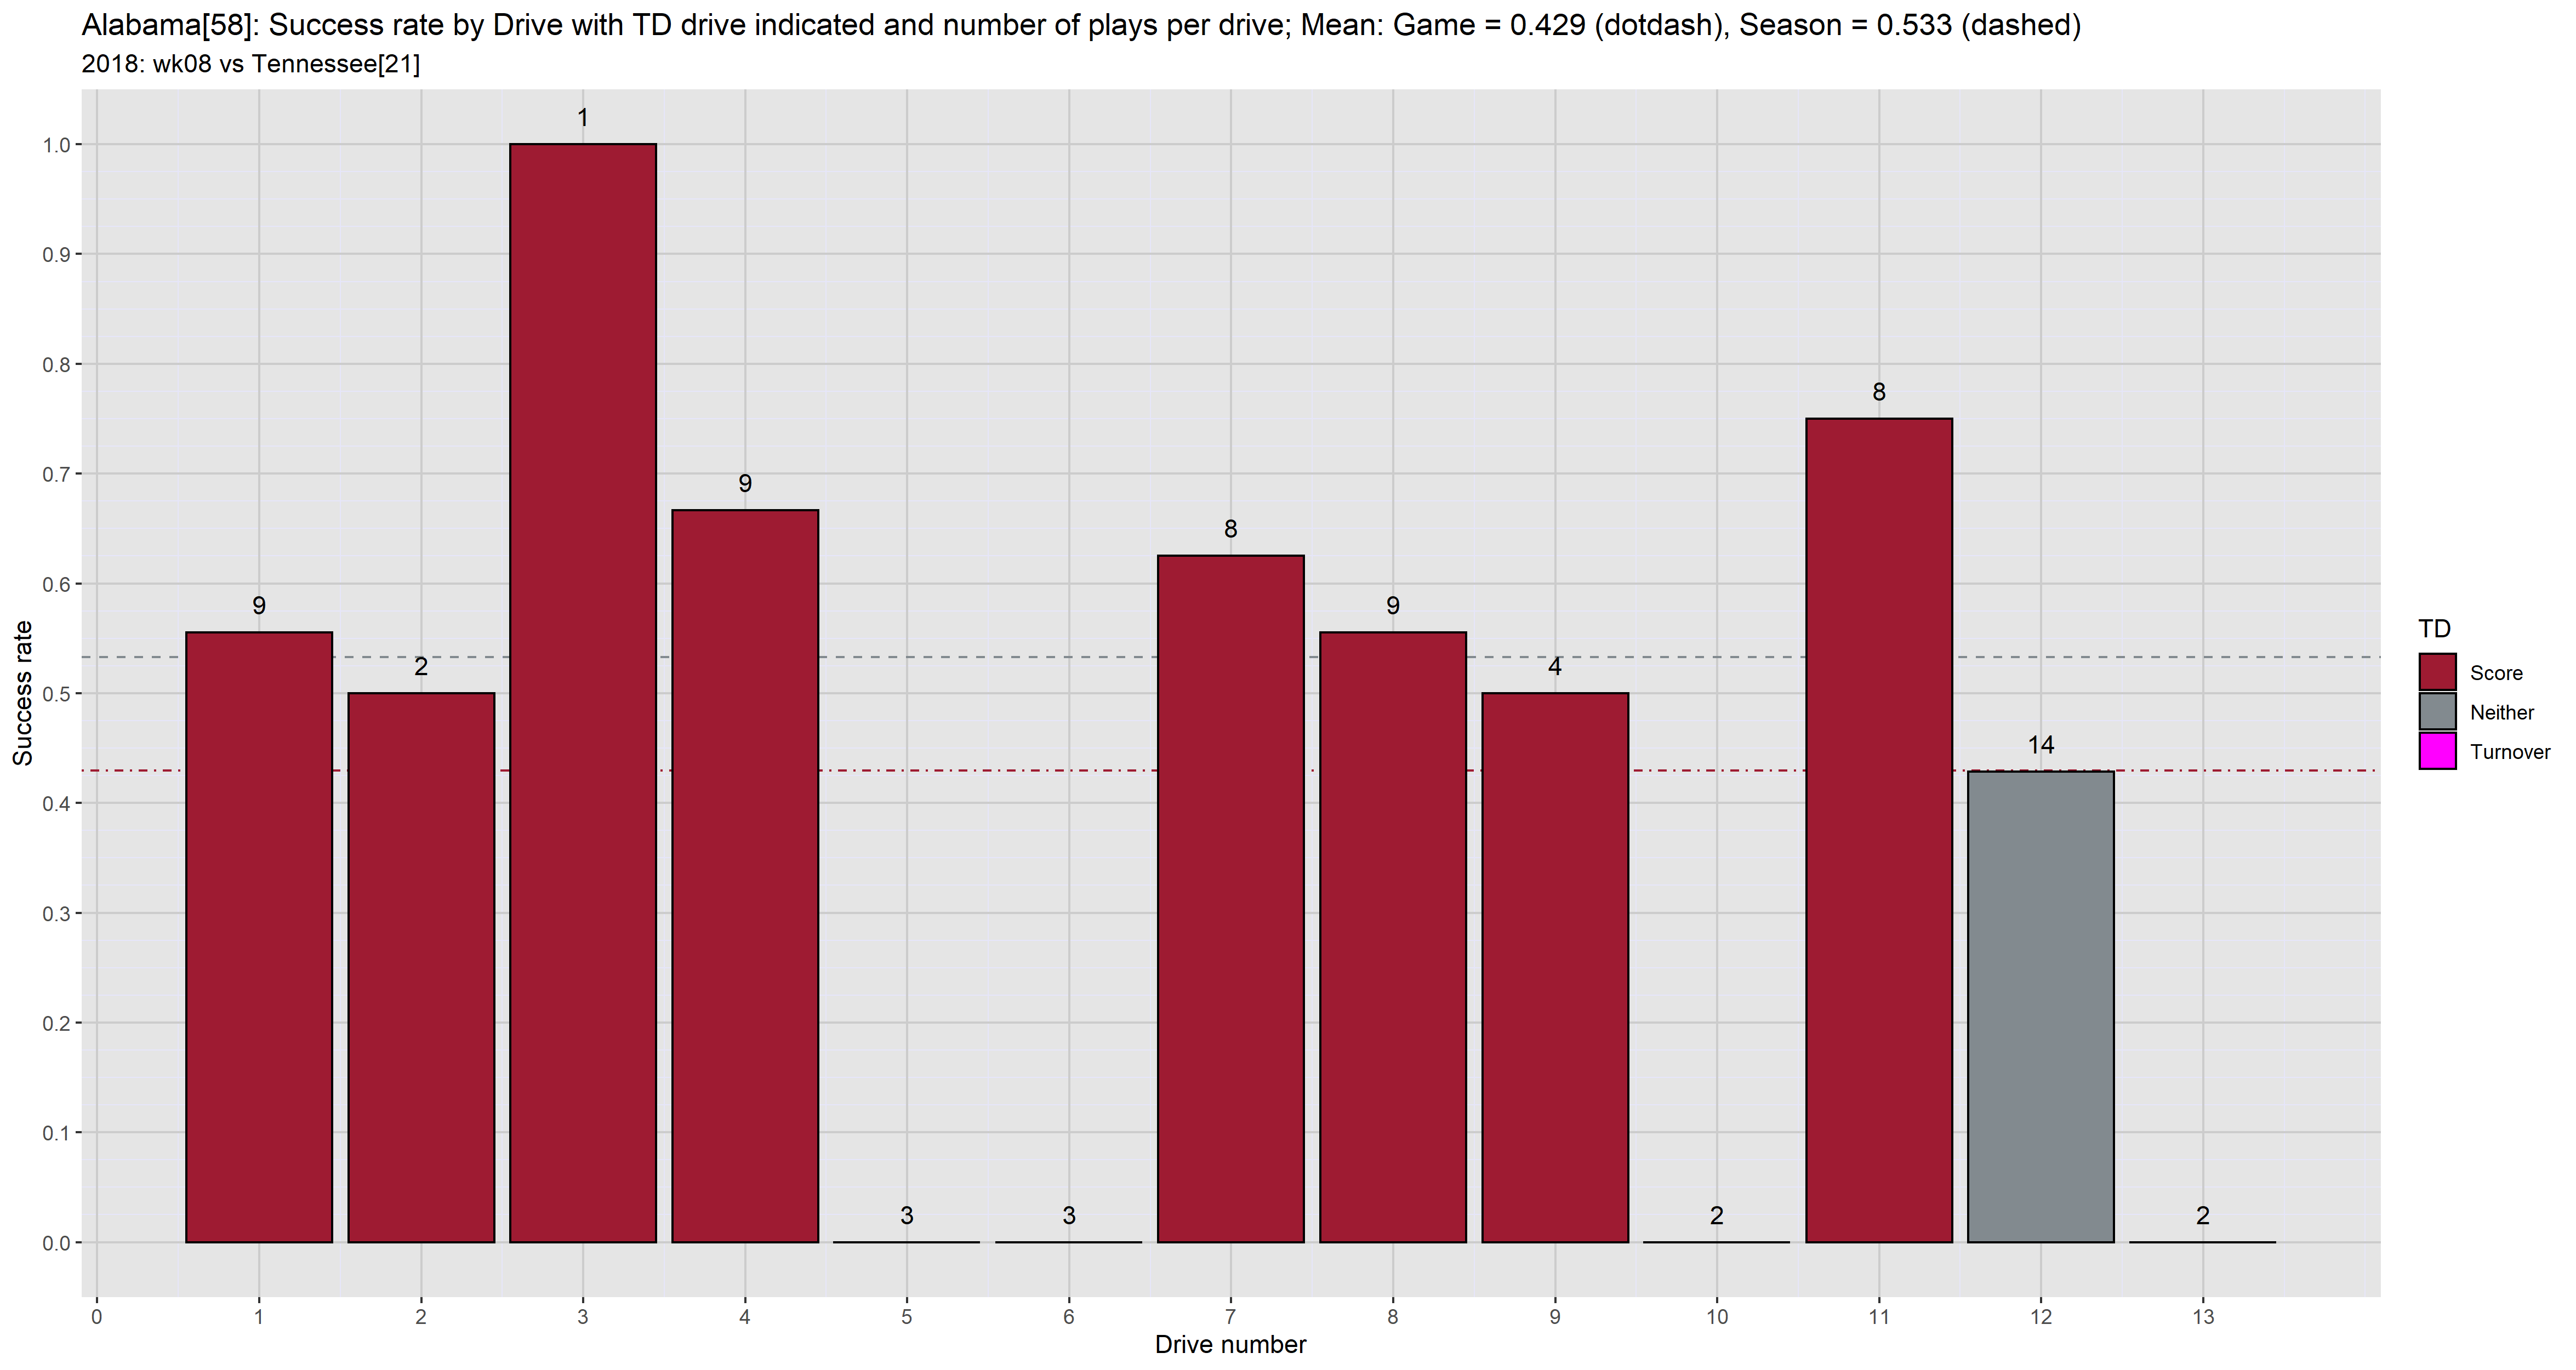 Alabama[58]: Success rate by Drive with TD drive indicated and number of plays per drive; Mean: Game = 0.429 (dotdash), Season = 0.533 (dashed)
2018: wk08 vs Tennessee[21]
Success rate
1.0
0.9
0.8
0.7
0.6
0.5
0.4
0.3
0.2
0.1
0.0
9
2
1
9
3
3
8
9
4
2
8
14
2
0 1 2 3 4 5 6 7 8 9 10 11 12 13
Drive number
TD
Score
Neither
Turnover